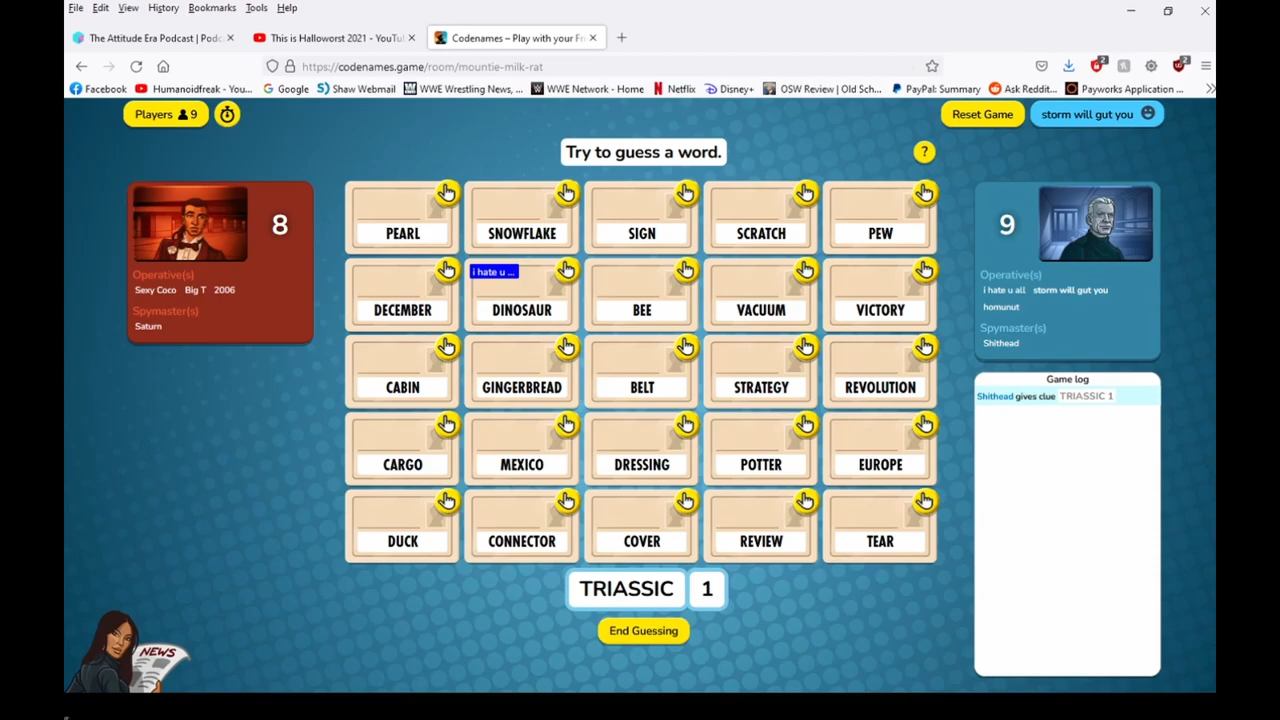 File Edit View History Bookmarks Tools Help
The Attitude Era Podcast | Podc
This is Halloworst 2021 - YouTu
Codenames – Play with your Fr
https://codenames.game/room/mountie-milk-rat
2
2
Facebook Humanoidfreak - You... Google Shaw Webmail WWE Wrestling News, ... WWE Network - Home Netflix Disney+ OSW Review | Old Sch... PayPal: Summary Ask Reddit... Payworks Application ...
Players 9
Reset Game
storm will gut you
Try to guess a word.
?
8
Operative(s)
Sexy Coco Big T 2006
Spymaster(s)
Saturn
PEARL SNOWFLAKE SIGN SCRATCH PEW
i hate u ...
DECEMBER DINOSAUR BEE VACUUM VICTORY
CABIN GINGERBREAD BELT STRATEGY REVOLUTION
CARGO MEXICO DRESSING POTTER EUROPE
DUCK CONNECTOR COVER REVIEW TEAR
TRIASSIC 1
End Guessing
9
Operative(s)
i hate u all storm will gut you
homunut
Spymaster(s)
Shithead
Game log
Shithead gives clue TRIASSIC 1
NEWS